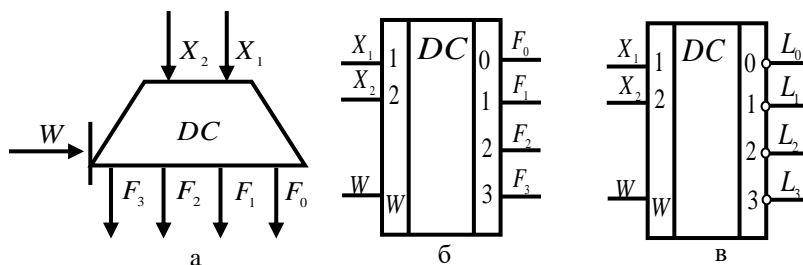 X₂ X₁
W
DC
F₃ F₂ F₁ F₀
а
X₁ 1 DC 0 F₀
X₂ 2 1 F₁
2 F₂
W W 3 F₃
б
X₁ 1 DC 0 L₀
X₂ 2 1 L₁
2 L₂
W W 3 L₃
в